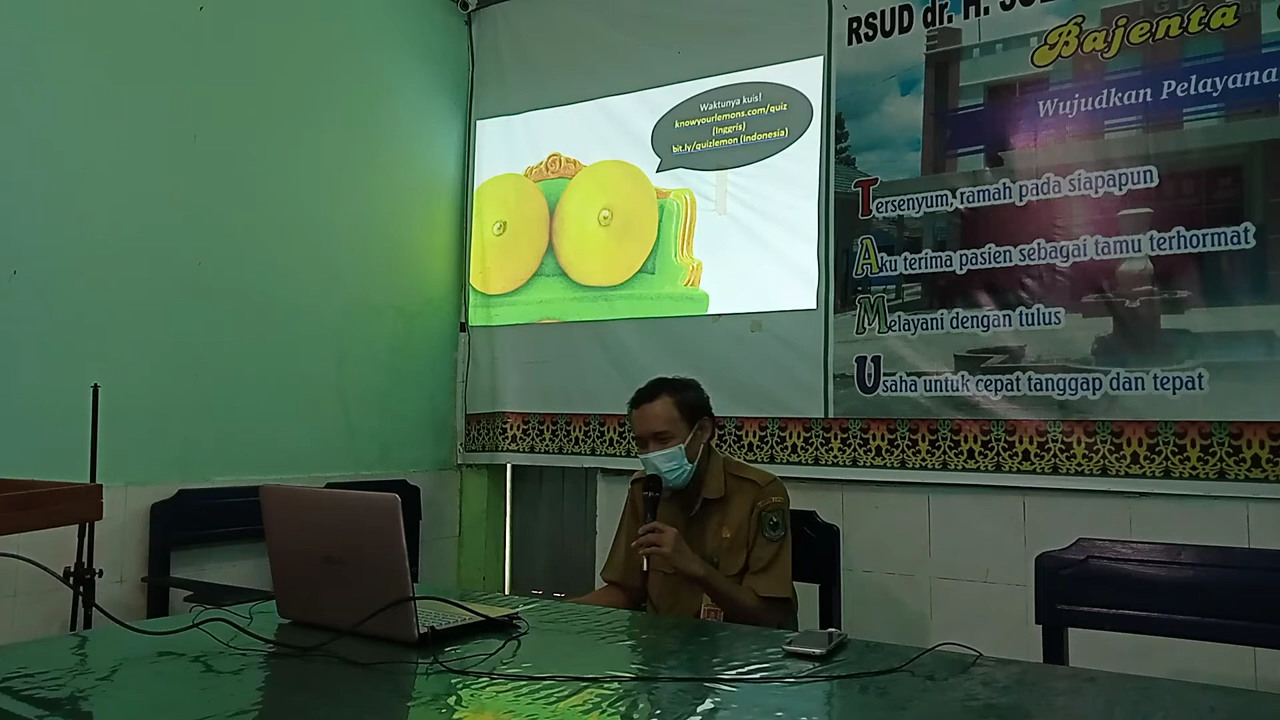 Waktunya kuis!
knowyourlemons.com/quiz
(Inggris)
bit.ly/quizlemon (Indonesia)
RSUD dr. H.
Bajenta
Wujudkan
Tersenyum, ramah pada siapapun
Aku terima pasien sebagai tamu terhormat
Melayani dengan tulus
Usaha untuk cepat tanggap dan tepat